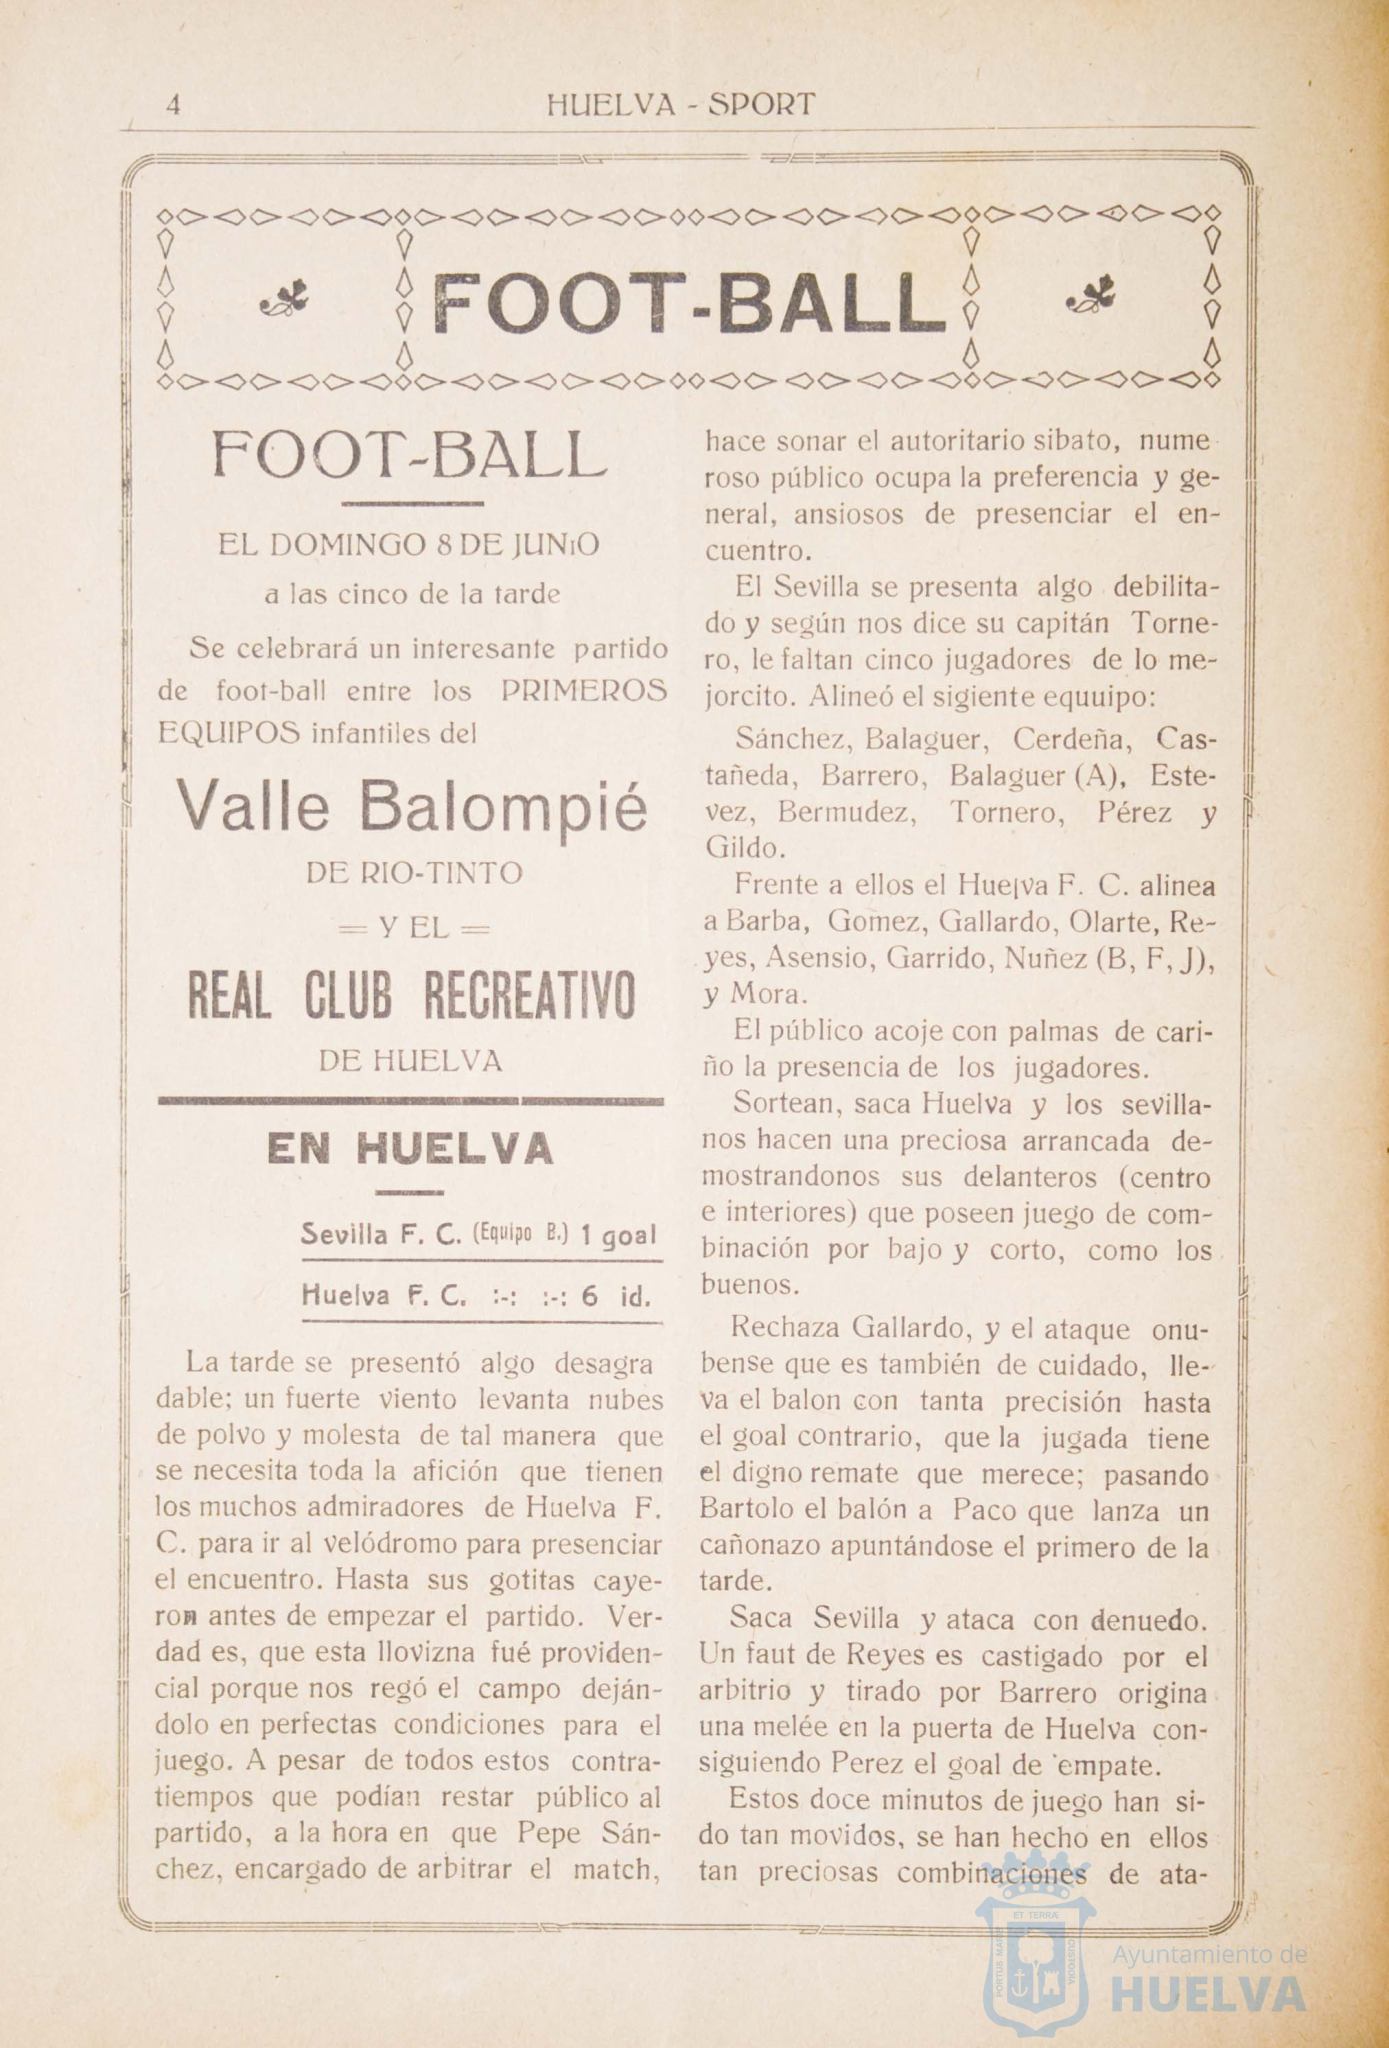 4
HUELVA - SPORT
FOOT-BALL
FOOT-BALL
EL DOMINGO 8 DE JUNIO
a las cinco de la tarde
Se celebrará un interesante partido
de foot-ball entre los PRIMEROS
EQUIPOS infantiles del
Valle Balompié
DE RIO-TINTO
= Y EL =
REAL CLUB RECREATIVO
DE HUELVA
EN HUELVA
Sevilla F. C. (Equipo B.) 1 goal
Huelva F. C. :-: :-: 6 id.
La tarde se presentó algo desagra
dable; un fuerte viento levanta nubes
de polvo y molesta de tal manera que
se necesita toda la afición que tienen
los muchos admiradores de Huelva F.
C. para ir al velódromo para presenciar
el encuentro. Hasta sus gotitas caye-
ron antes de empezar el partido. Ver-
dad es, que esta llovizna fué providen-
cial porque nos regó el campo deján-
dolo en perfectas condiciones para el
juego. A pesar de todos estos contra-
tiempos que podían restar público al
partido, a la hora en que Pepe Sán-
chez, encargado de arbitrar el match,
hace sonar el autoritario sibato, nume
roso público ocupa la preferencia y ge-
neral, ansiosos de presenciar el en-
cuentro.
El Sevilla se presenta algo debilita-
do y según nos dice su capitán Torne-
ro, le faltan cinco jugadores de lo me-
jorcito. Alineó el sigiente equuipo:
Sánchez, Balaguer, Cerdeña, Cas-
tañeda, Barrero, Balaguer (A), Este-
vez, Bermudez, Tornero, Pérez y
Gildo.
Frente a ellos el Huelva F. C. alinea
a Barba, Gomez, Gallardo, Olarte, Re-
yes, Asensio, Garrido, Nuñez (B, F, J),
y Mora.
El público acoje con palmas de cari-
ño la presencia de los jugadores.
Sortean, saca Huelva y los sevilla-
nos hacen una preciosa arrancada de-
mostrandonos sus delanteros (centro
e interiores) que poseen juego de com-
binación por bajo y corto, como los
buenos.
Rechaza Gallardo, y el ataque onu-
bense que es también de cuidado, lle-
va el balon con tanta precisión hasta
el goal contrario, que la jugada tiene
el digno remate que merece; pasando
Bartolo el balón a Paco que lanza un
cañonazo apuntándose el primero de la
tarde.
Saca Sevilla y ataca con denuedo.
Un faut de Reyes es castigado por el
arbitrio y tirado por Barrero origina
una melée en la puerta de Huelva con-
siguiendo Perez el goal de empate.
Estos doce minutos de juego han si-
do tan movidos, se han hecho en ellos
tan preciosas combinaciones de ata-
ET TERRÆ
PORTUS MARIS
CUSTODIA
Ayuntamiento de
HUELVA